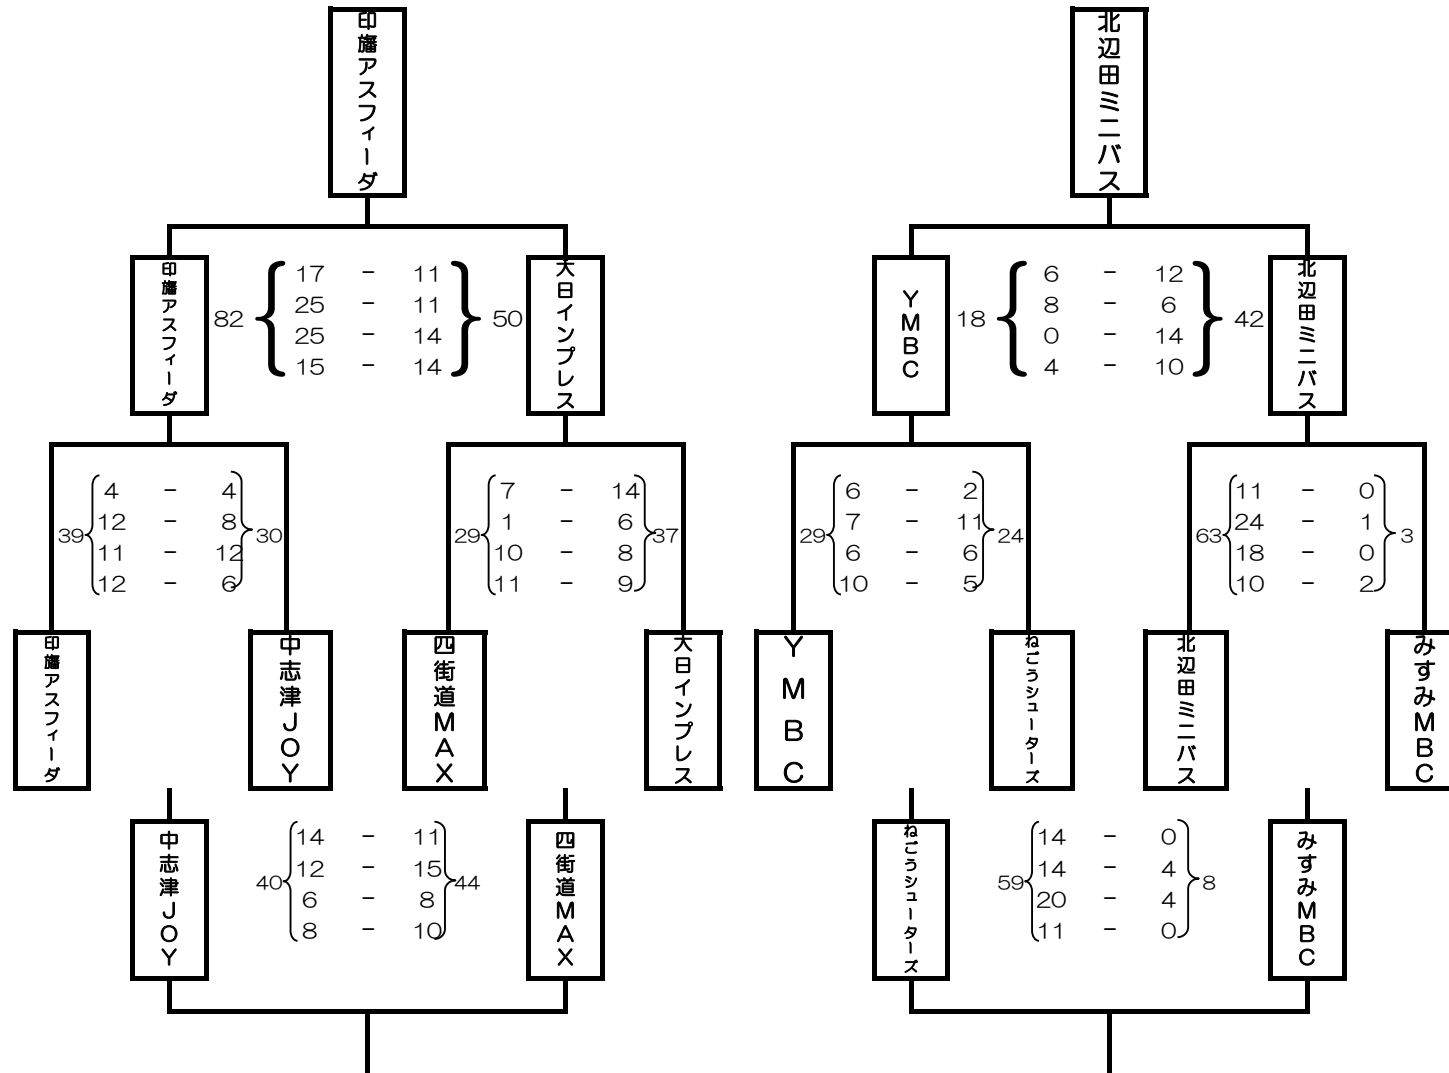 印旛アスフィーダ
北辺田ミニバス
印旛アスフィーダ
82
17 - 11
25 - 11
25 - 14
15 - 14
50
大日インプレス
YMBC
18
6 - 12
8 - 6
0 - 14
4 - 10
42
北辺田ミニバス
39
4 - 4
12 - 8
11 - 12
12 - 6
30
29
7 - 14
1 - 6
10 - 8
11 - 9
37
29
6 - 2
7 - 11
6 - 6
10 - 5
24
63
11 - 0
24 - 1
18 - 0
10 - 2
3
印旛アスフィーダ
中志津JOY
四街道MAX
大日インプレス
YMBC
ねごうシューターズ
北辺田ミニバス
みすみMBC
中志津JOY
40
14 - 11
12 - 15
6 - 8
8 - 10
44
四街道MAX
ねごうシューターズ
59
14 - 0
14 - 4
20 - 4
11 - 0
8
みすみMBC